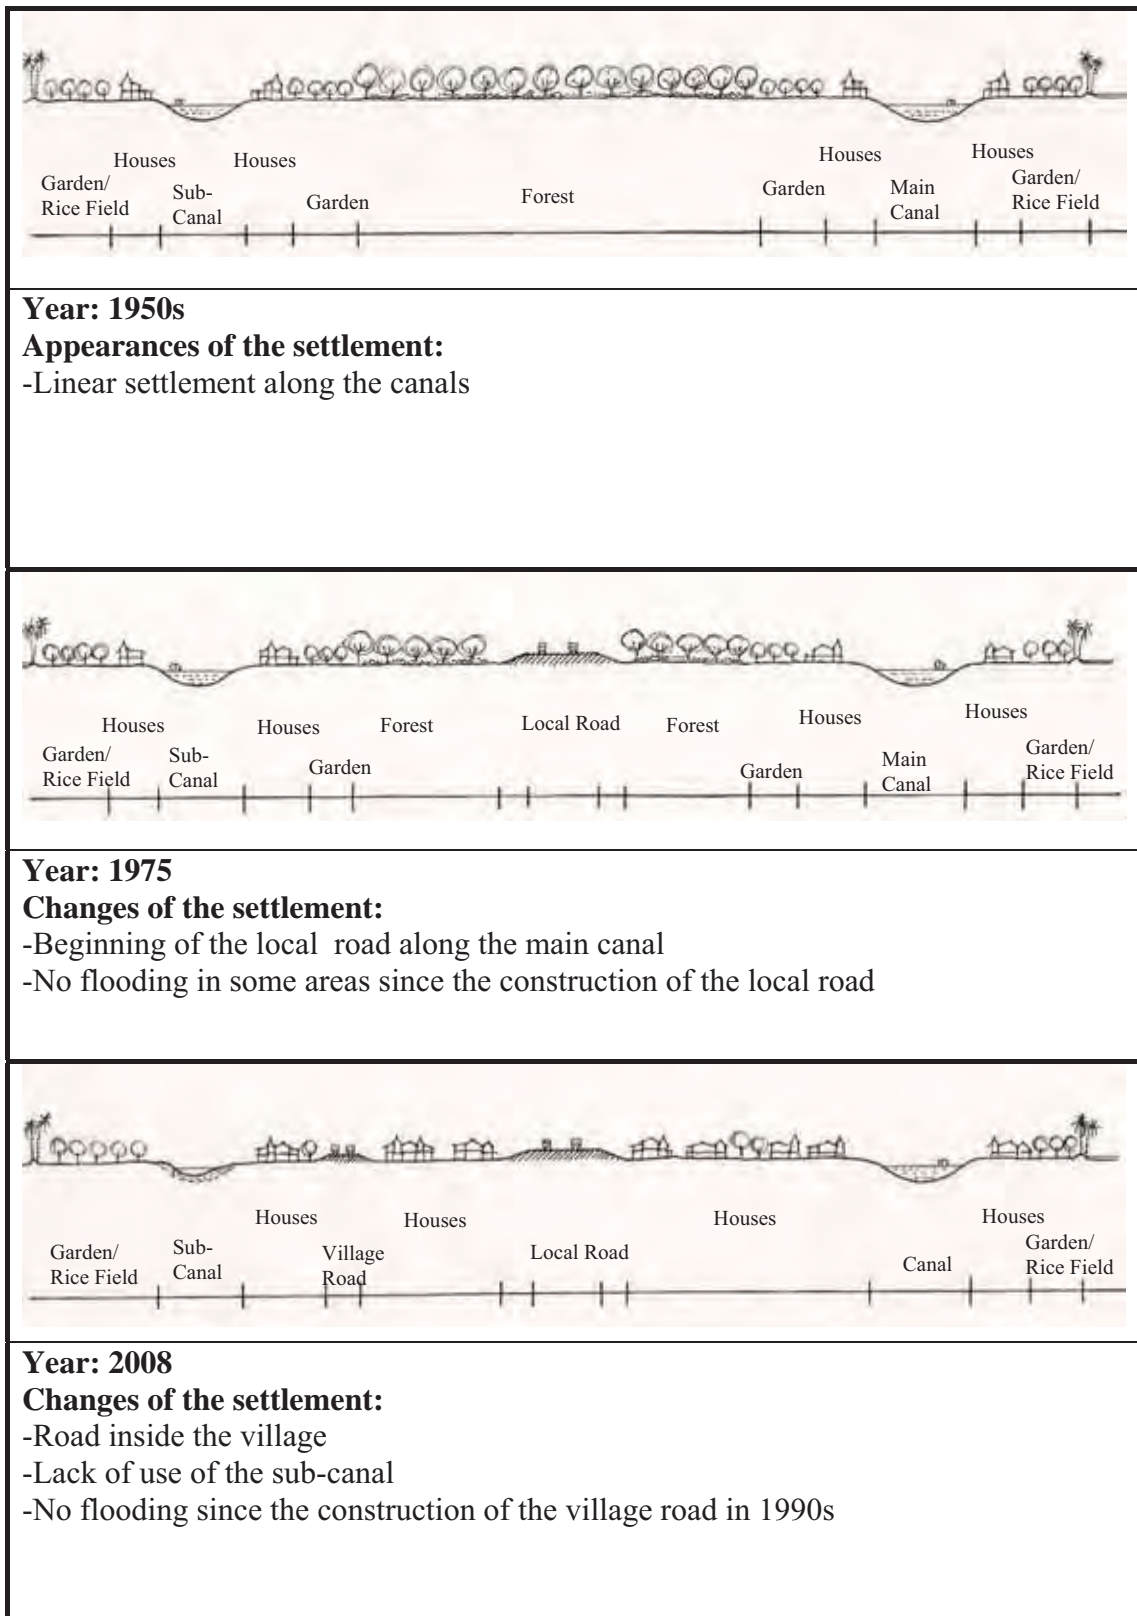 Houses
Houses
Houses
Houses
Garden/
Rice Field
Sub-
Canal
Garden
Forest
Garden
Main
Canal
Garden/
Rice Field
Year: 1950s
Appearances of the settlement:
-Linear settlement along the canals
Houses
Houses
Forest
Local Road
Forest
Houses
Houses
Garden/
Rice Field
Sub-
Canal
Garden
Garden
Main
Canal
Garden/
Rice Field
Year: 1975
Changes of the settlement:
-Beginning of the local road along the main canal
-No flooding in some areas since the construction of the local road
Houses
Houses
Houses
Houses
Garden/
Rice Field
Sub-
Canal
Village
Road
Local Road
Canal
Garden/
Rice Field
Year: 2008
Changes of the settlement:
-Road inside the village
-Lack of use of the sub-canal
-No flooding since the construction of the village road in 1990s